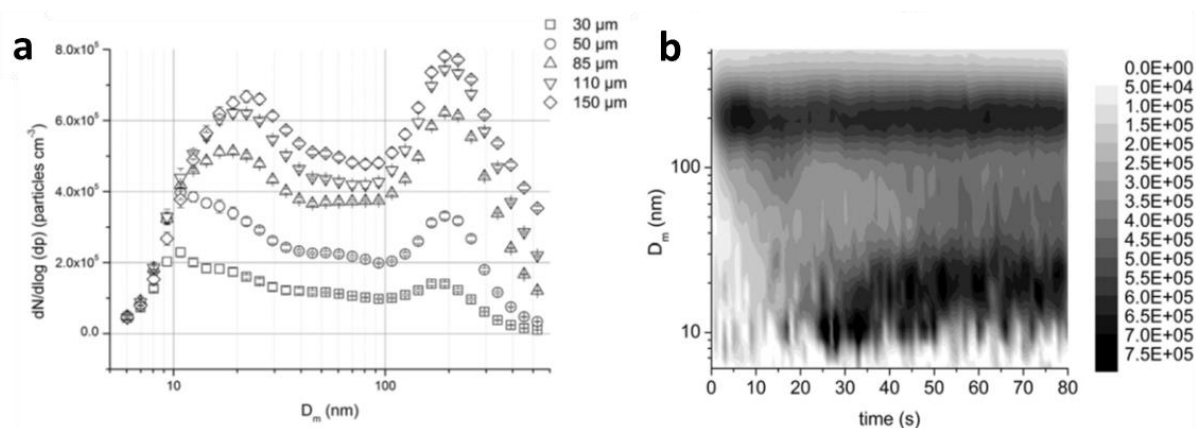 a
30 µm
50 µm
85 µm
110 µm
150 µm
8.0x10⁵
6.0x10⁵
4.0x10⁵
2.0x10⁵
0.0
dN/dlog (dp) (particles cm⁻³)
10
100
Dₘ (nm)
b
100
10
Dₘ (nm)
0 10 20 30 40 50 60 70 80
time (s)
0.0E+00
5.0E+04
1.0E+05
1.5E+05
2.0E+05
2.5E+05
3.0E+05
3.5E+05
4.0E+05
4.5E+05
5.0E+05
5.5E+05
6.0E+05
6.5E+05
7.0E+05
7.5E+05